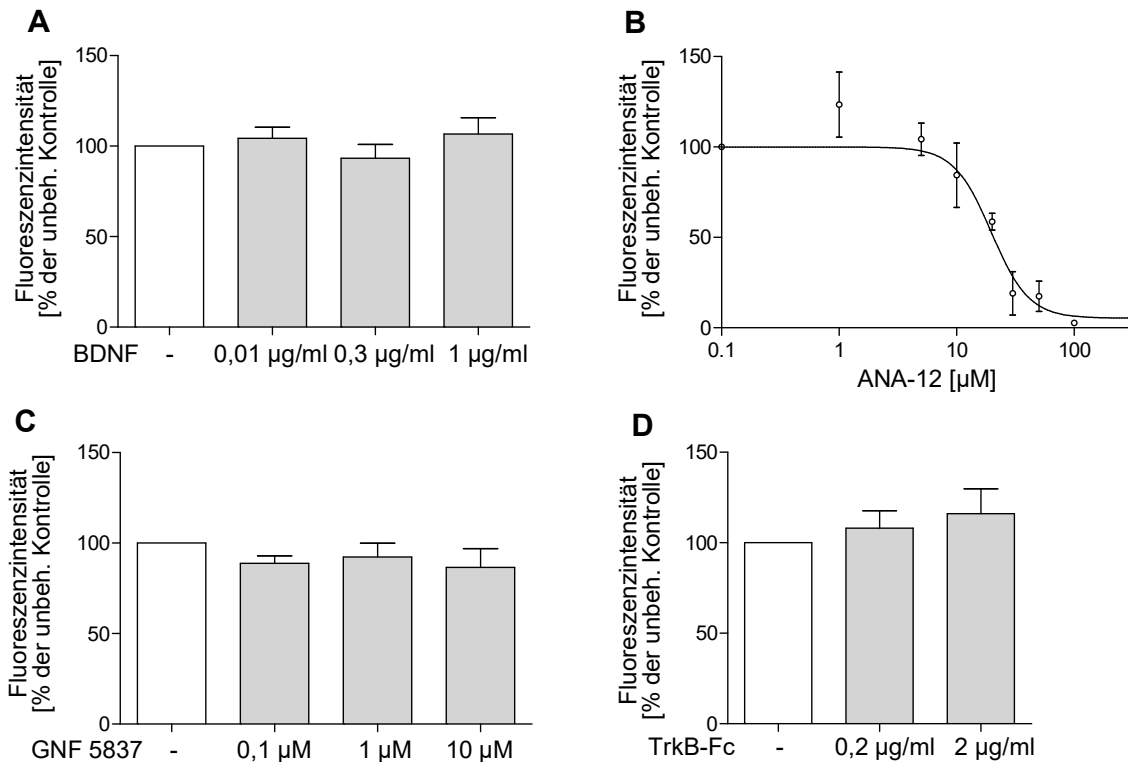 A
Fluoreszenzintensität
[% der unbeh. Kontrolle]
150
100
50
0
BDNF - 0,01 µg/ml 0,3 µg/ml 1 µg/ml
B
Fluoreszenzintensität
[% der unbeh. Kontrolle]
150
100
50
0
0.1 1 10 100
ANA-12 [µM]
C
Fluoreszenzintensität
[% der unbeh. Kontrolle]
150
100
50
0
GNF 5837 - 0,1 µM 1 µM 10 µM
D
Fluoreszenzintensität
[% der unbeh. Kontrolle]
150
100
50
0
TrkB-Fc - 0,2 µg/ml 2 µg/ml